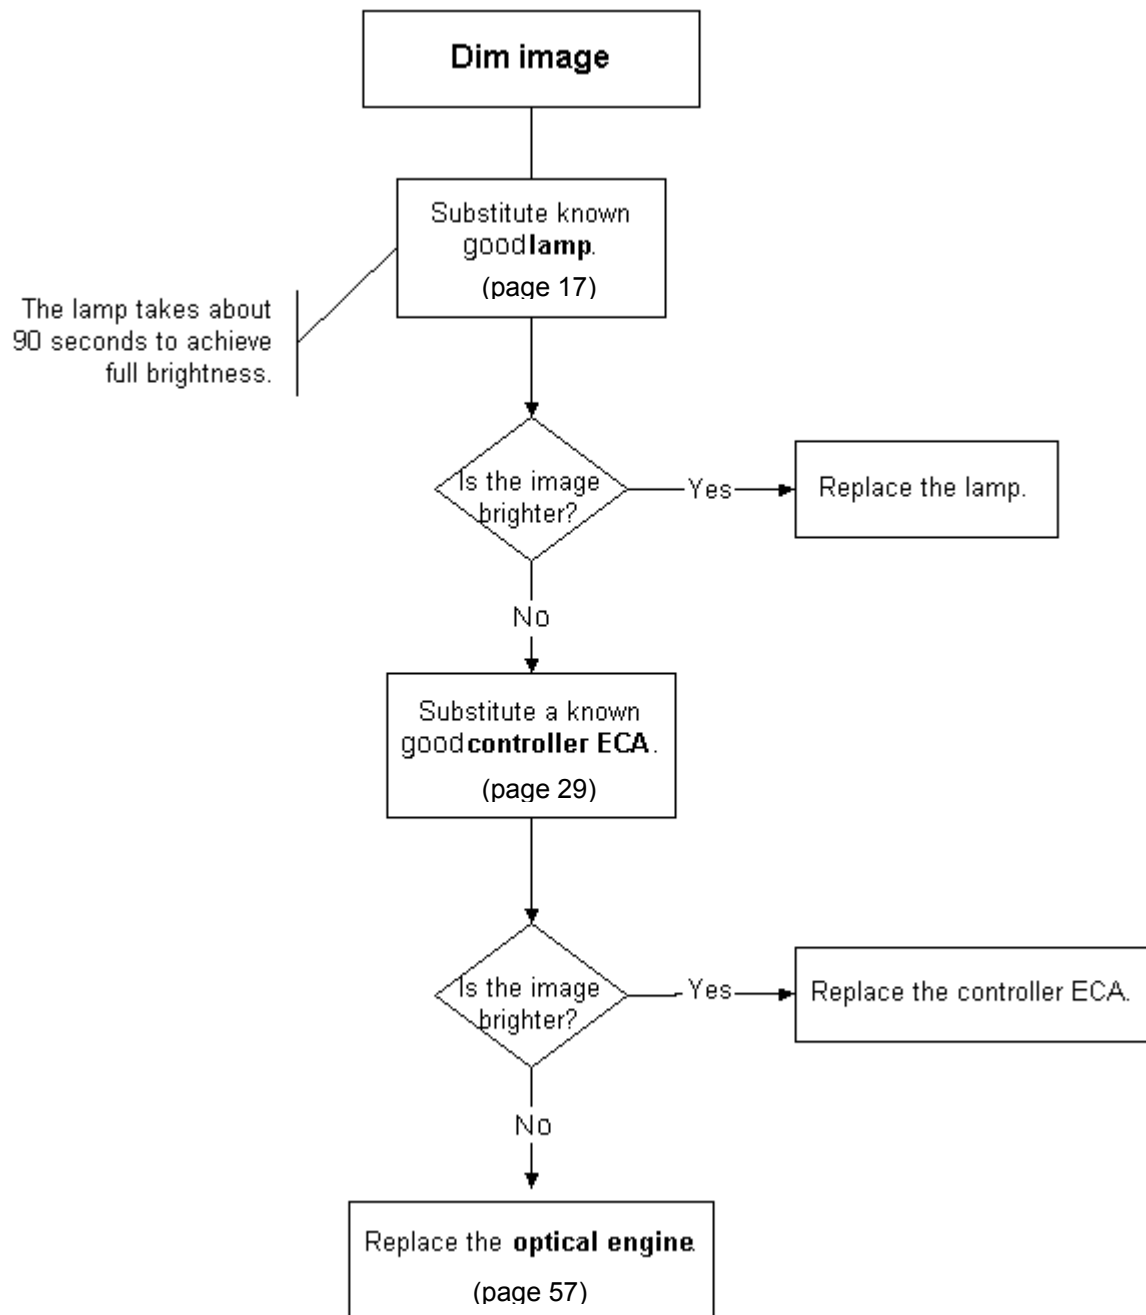 Dim image
Substitute known
good lamp.
(page 17)
The lamp takes about
90 seconds to achieve
full brightness.
Is the image
brighter?
Yes
Replace the lamp.
No
Substitute a known
good controller ECA.
(page 29)
Is the image
brighter?
Yes
Replace the controller ECA.
No
Replace the optical engine.
(page 57)